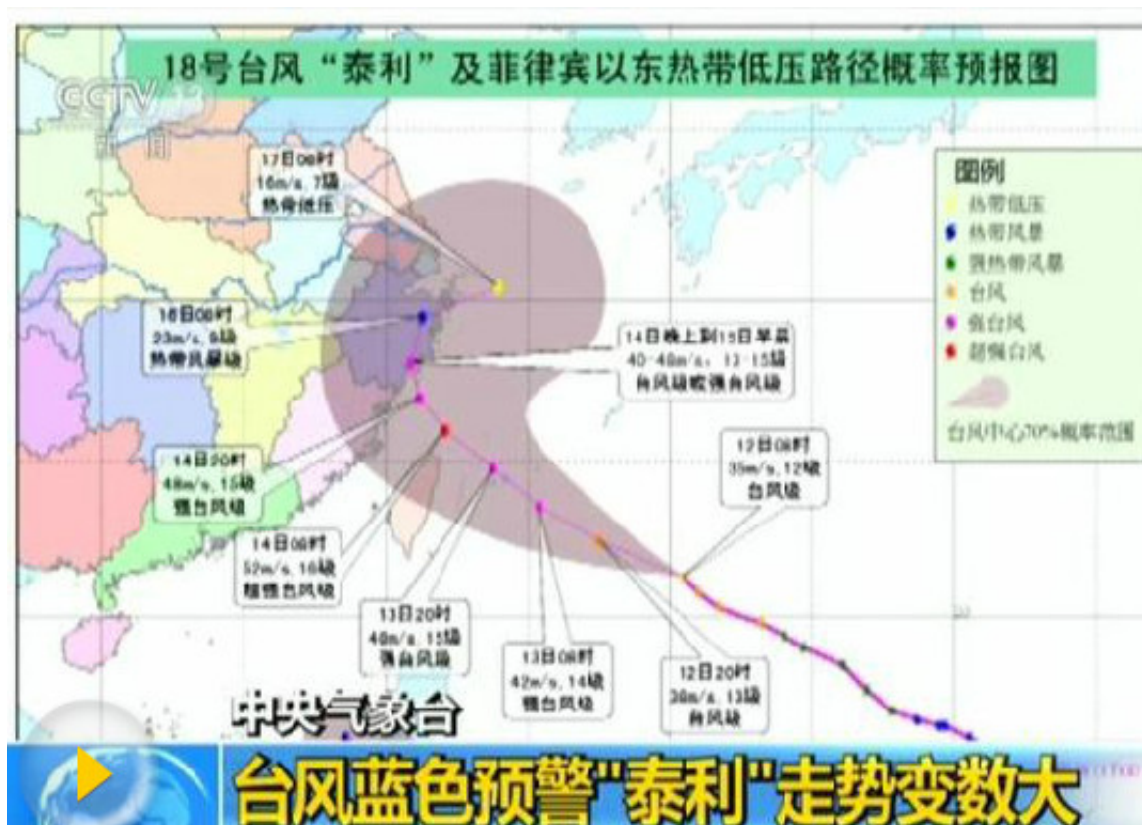 18号台风“泰利”及菲律宾以东热带低压路径概率预报图
CCTV 13
新闻
17日08时
16m/s,7级
热带低压
图例
热带低压
热带风暴
强热带风暴
台风
强台风
超强台风
台风中心70%概率范围
16日08时
23m/s,9级
热带风暴级
14日晚上到15日早晨
40-48m/s，13-15级
台风级或强台风级
12日08时
35m/s,12级
台风级
14日20时
48m/s,15级
强台风级
14日08时
52m/s,16级
超强台风级
13日20时
48m/s,15级
强台风级
13日08时
42m/s,14级
强台风级
12日20时
38m/s,13级
台风级
中央气象台
台风蓝色预警"泰利"走势变数大